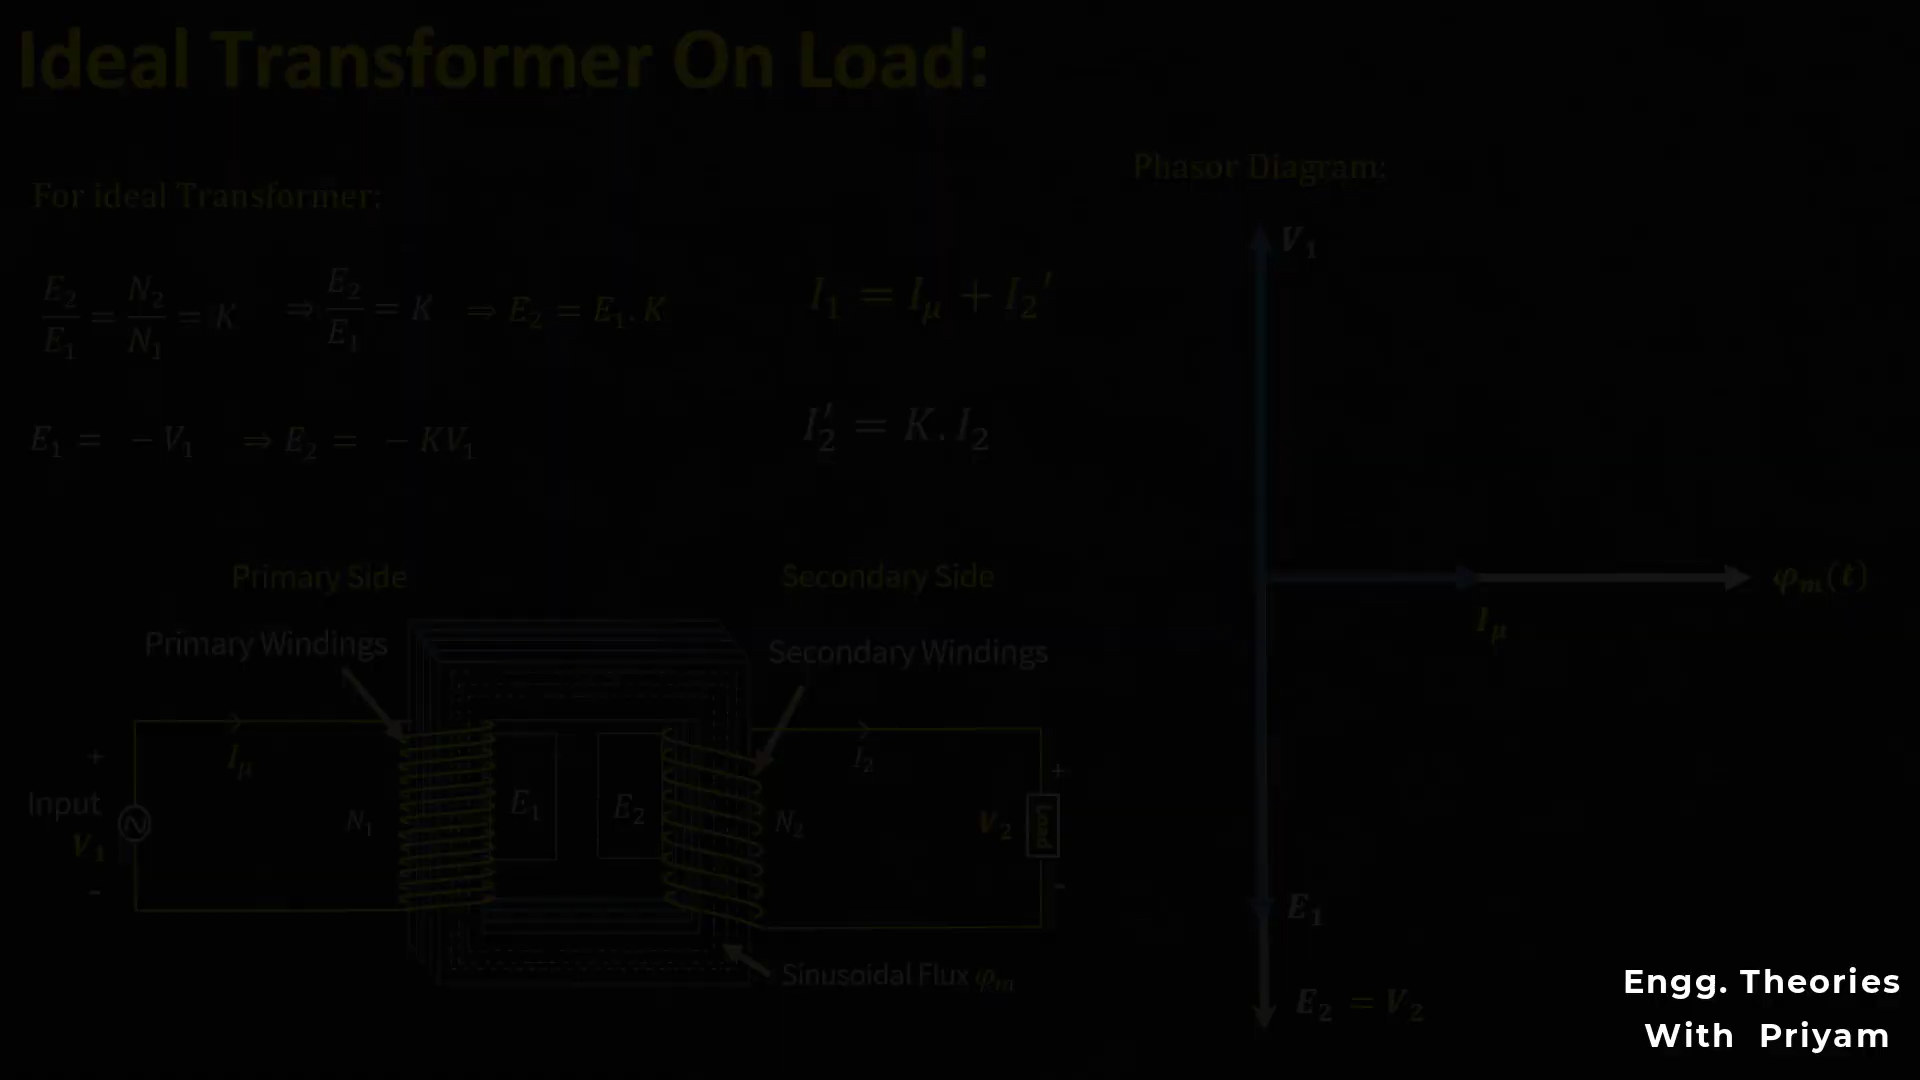 Ideal Transformer On Load:
Phasor Diagram:
For ideal Transformer:
V₁
E₂/E₁ = N₂/N₁ = K ⇒ E₂/E₁ = K ⇒ E₂ = E₁.K
I₁ = Iμ + I₂′
E₁ = −V₁ ⇒ E₂ = −KV₁
I₂′ = K.I₂
Primary Side
Secondary Side
φₘ(t)
Iμ
Primary Windings
Secondary Windings
+
Iμ
I₂
+
Input
V₁
N₁
E₁
E₂
N₂
V₂
Load
-
-
E₁
Sinusoidal Flux φₘ
E₂ = V₂
Engg. Theories
With Priyam